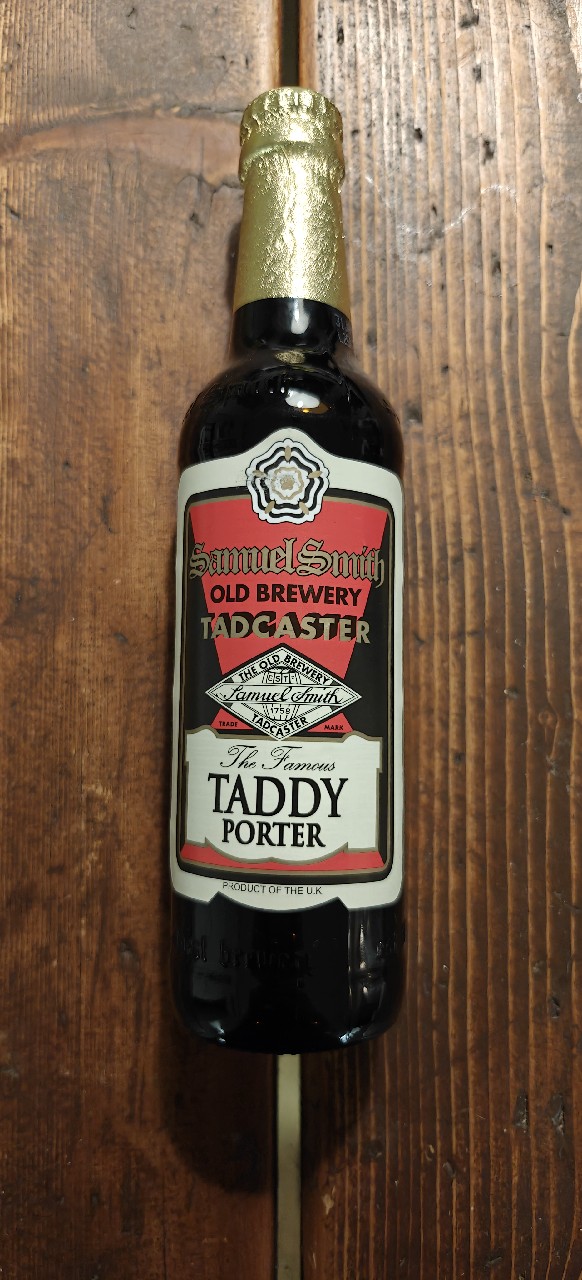 Samuel Smith
OLD BREWERY
TADCASTER
THE OLD BREWERY
EST.
Samuel Smith
1758
TADCASTER
TRADE MARK
The Famous
TADDY
PORTER
PRODUCT OF THE U.K